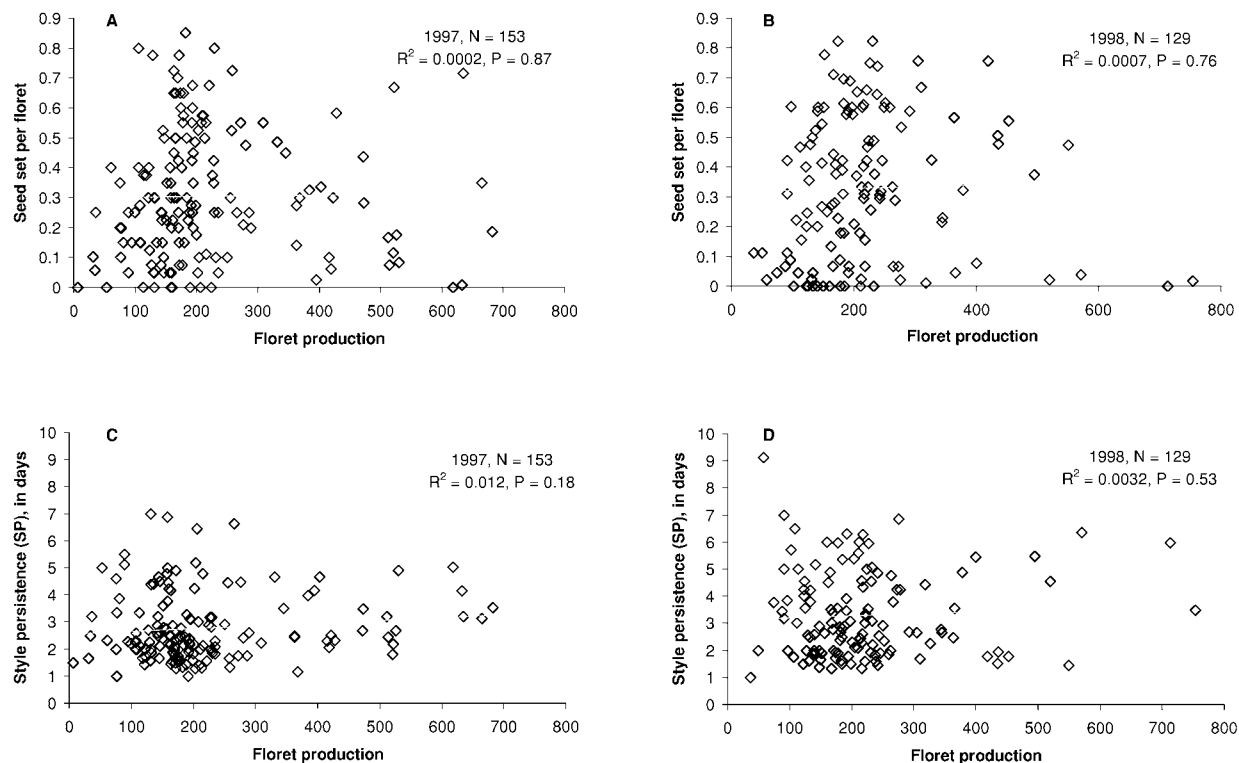 A
1997, N = 153
R² = 0.0002, P = 0.87
Seed set per floret
0.9
0.8
0.7
0.6
0.5
0.4
0.3
0.2
0.1
0
0 100 200 300 400 500 600 700 800
Floret production
B
1998, N = 129
R² = 0.0007, P = 0.76
Seed set per floret
0.9
0.8
0.7
0.6
0.5
0.4
0.3
0.2
0.1
0
0 200 400 600 800
Floret production
C
1997, N = 153
R² = 0.012, P = 0.18
Style persistence (SP), in days
10
9
8
7
6
5
4
3
2
1
0
0 100 200 300 400 500 600 700 800
Floret production
D
1998, N = 129
R² = 0.0032, P = 0.53
Style persistence (SP), in days
10
9
8
7
6
5
4
3
2
1
0
0 100 200 300 400 500 600 700 800
Floret production